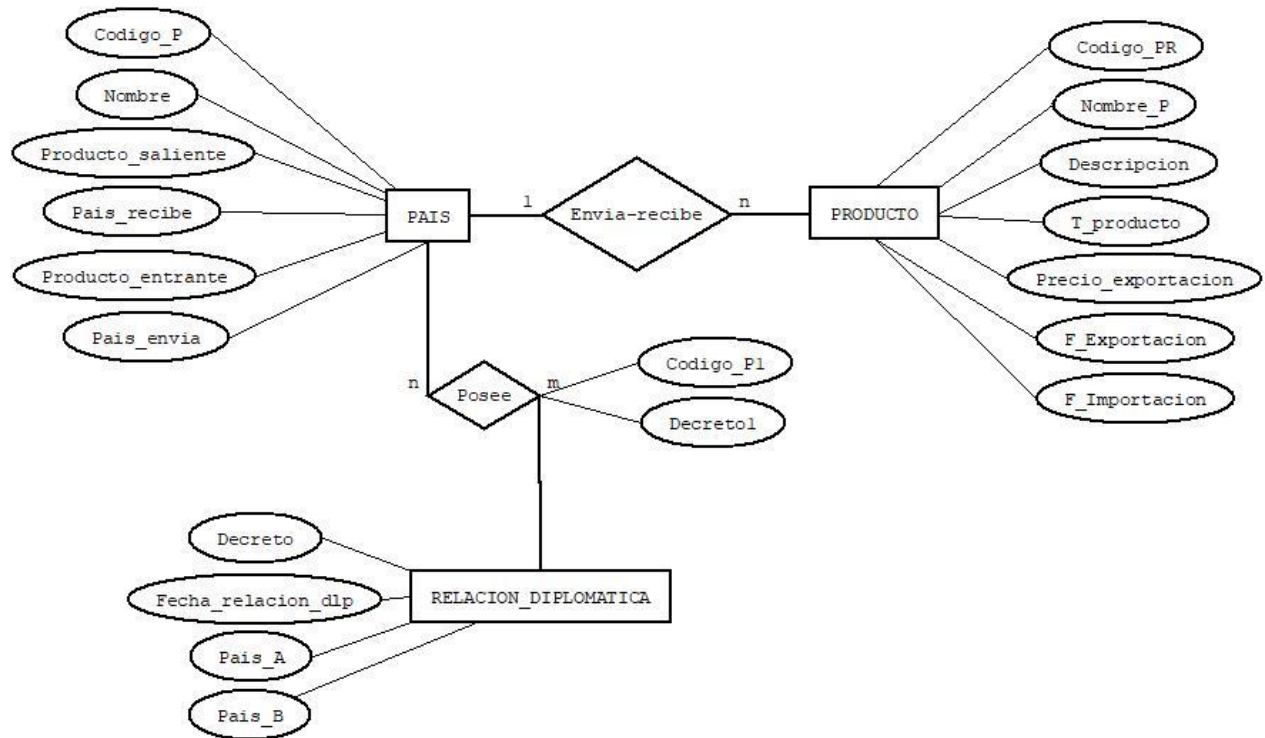 Codigo_P
Nombre
Producto_saliente
Pais_recibe
Producto_entrante
Pais_envia
PAIS
1
Envia-recibe
n
PRODUCTO
Codigo_PR
Nombre_P
Descripcion
T_producto
Precio_exportacion
F_Exportacion
F_Importacion
n
Posee
m
Codigo_P1
Decreto1
Decreto
Fecha_relacion_dlp
Pais_A
Pais_B
RELACION_DIPLOMATICA